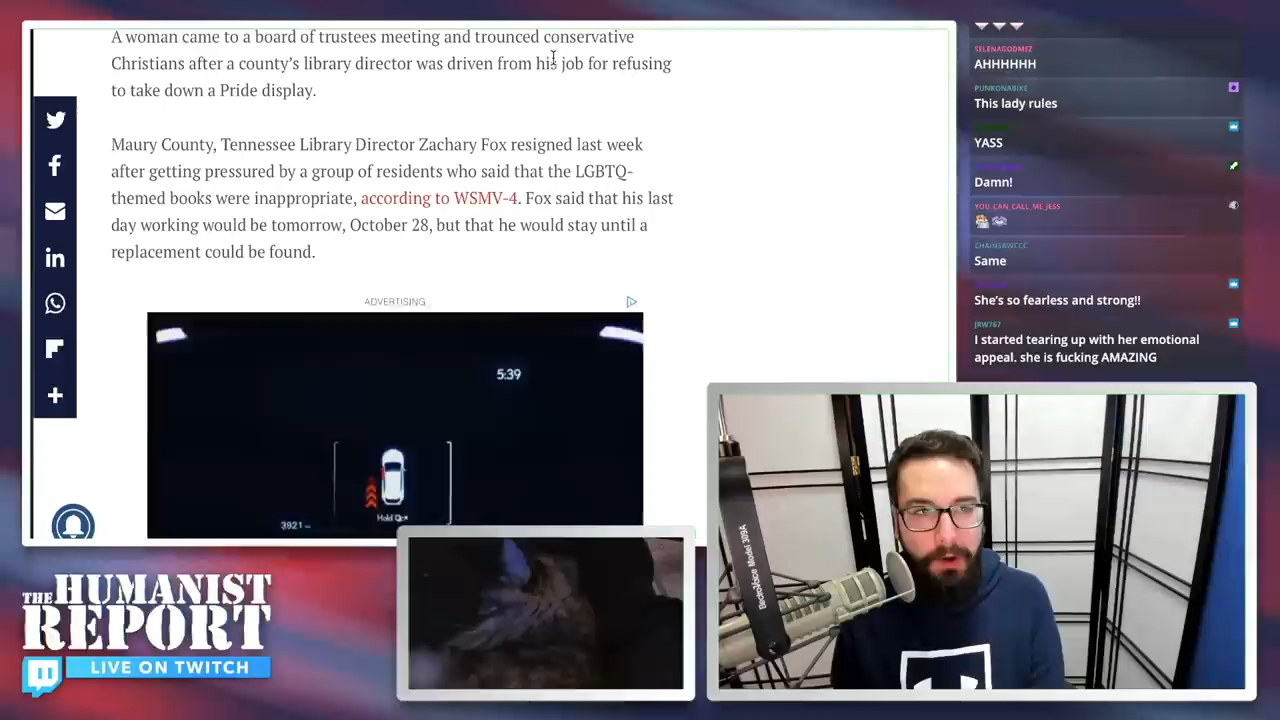 A woman came to a board of trustees meeting and trounced conservative
Christians after a county's library director was driven from his job for refusing
to take down a Pride display.
Maury County, Tennessee Library Director Zachary Fox resigned last week
after getting pressured by a group of residents who said that the LGBTQ-
themed books were inappropriate, according to WSMV-4. Fox said that his last
day working would be tomorrow, October 28, but that he would stay until a
replacement could be found.
ADVERTISING
5:39
3921
THE HUMANIST
REPORT
LIVE ON TWITCH
SELENAGODMEZ
AHHHHHH
PUNKONABIKE
This lady rules
YASS
Damn!
YOU_CAN_CALL_ME_JESS
Same
She's so fearless and strong!!
JRW767
I started tearing up with her emotional
appeal. she is fucking AMAZING
ElectroVoice Model 309A